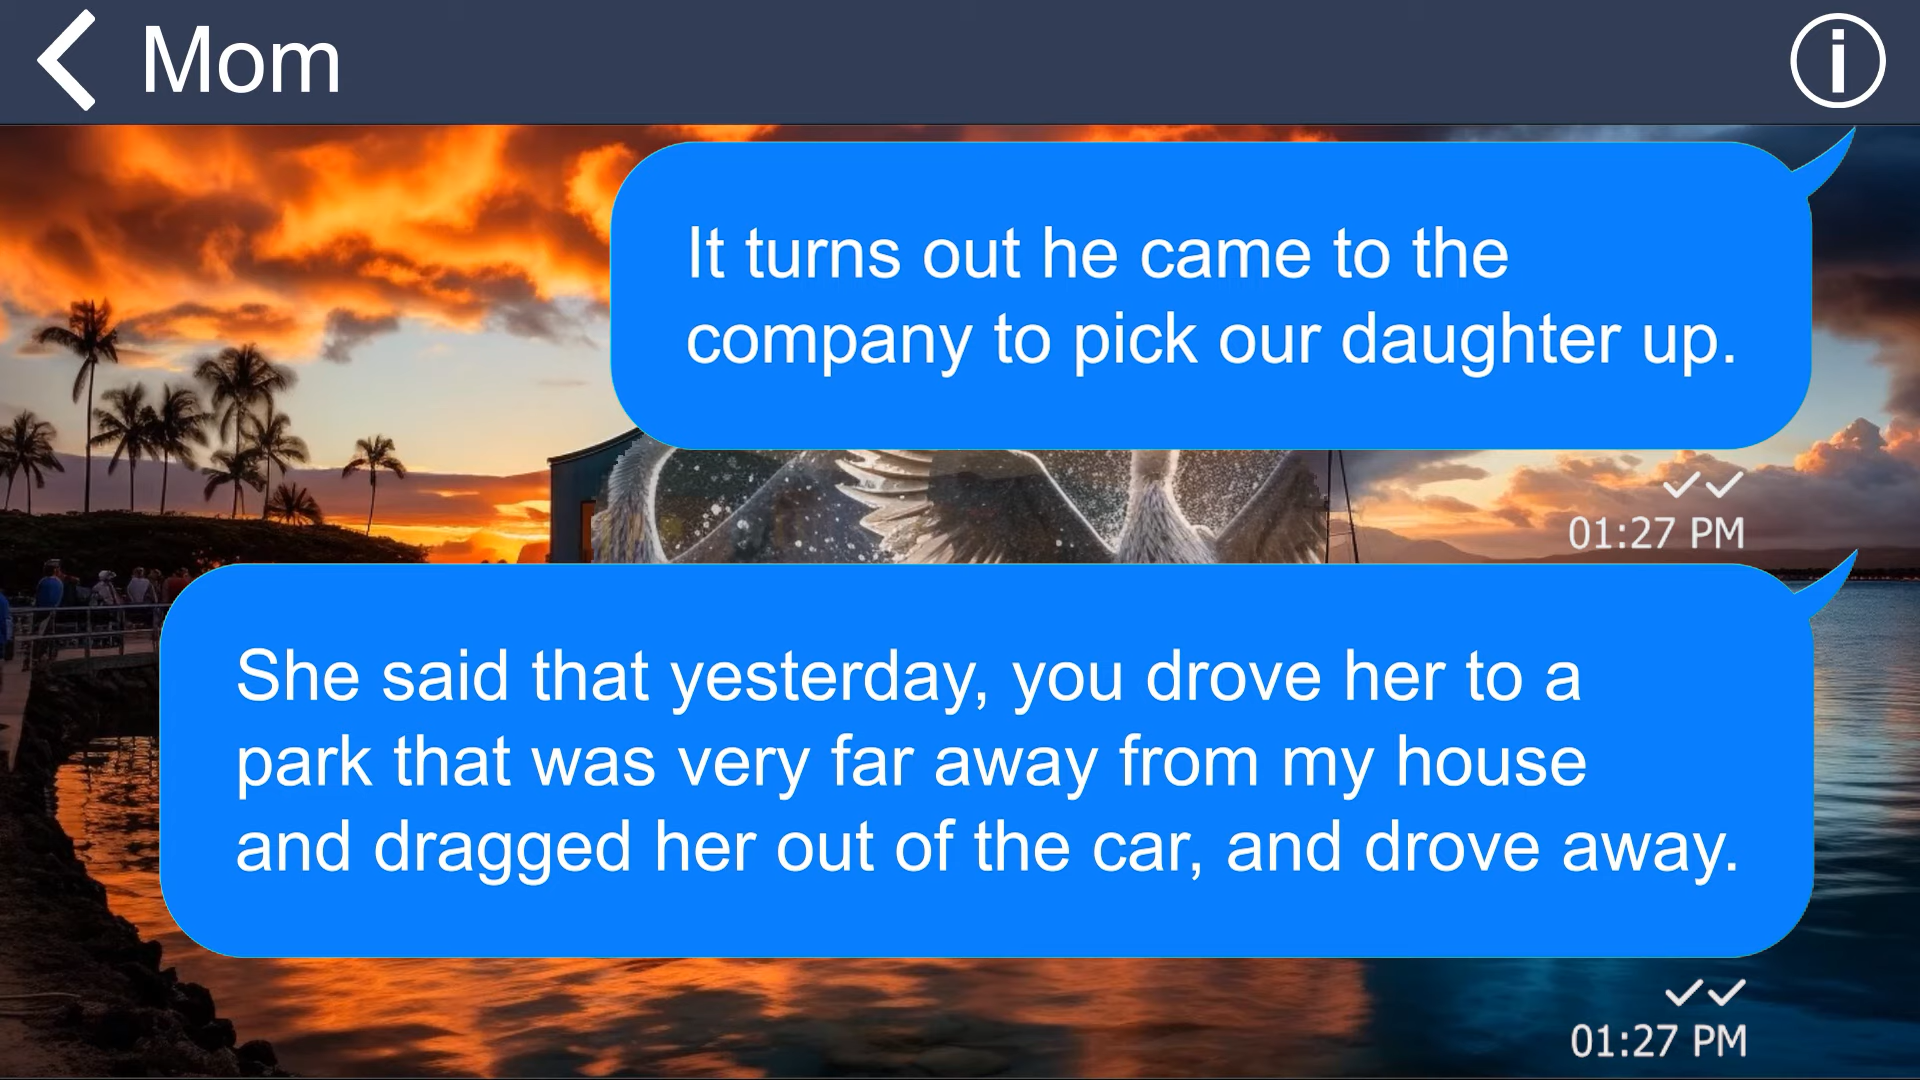 Mom
It turns out he came to the
company to pick our daughter up.
01:27 PM
She said that yesterday, you drove her to a
park that was very far away from my house
and dragged her out of the car, and drove away.
01:27 PM